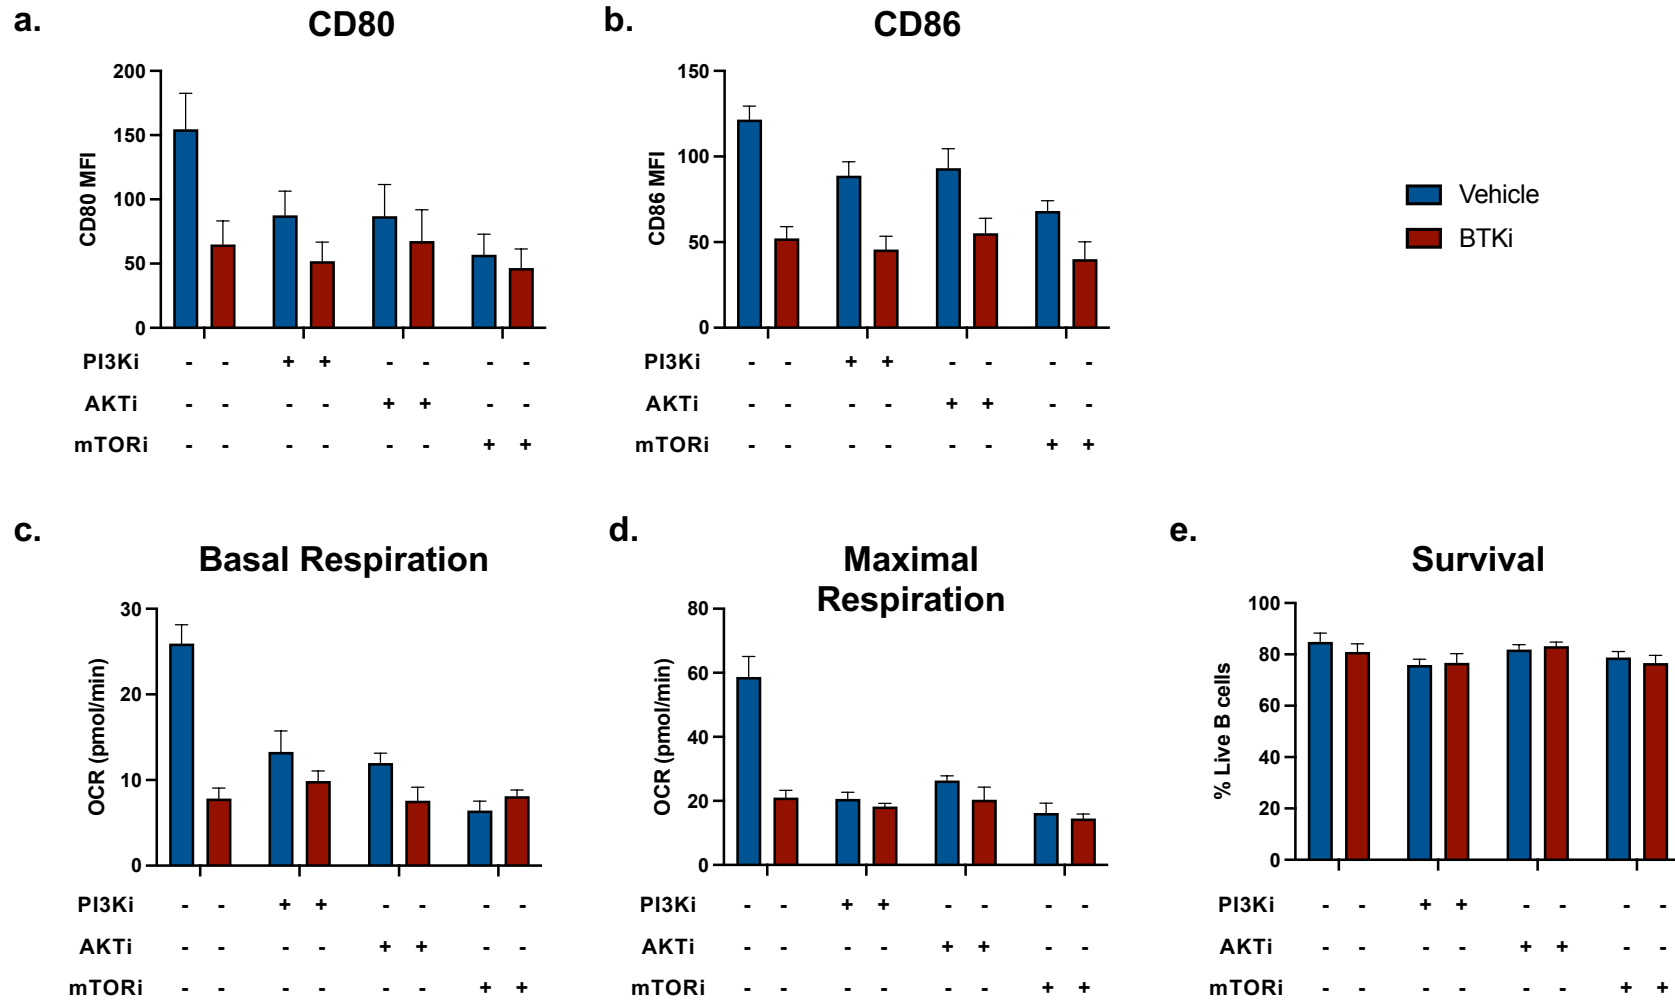 a.
CD80
CD80 MFI
200
150
100
50
0
PI3Ki - - + + - - - -
AKTi - - - - + + - -
mTORi - - - - - - + +
b.
CD86
CD86 MFI
150
100
50
0
PI3Ki - - + + - - - -
AKTi - - - - + + - -
mTORi - - - - - - + +
Vehicle
BTKi
c.
Basal Respiration
OCR (pmol/min)
30
20
10
0
PI3Ki - - + + - - - -
AKTi - - - - + + - -
mTORi - - - - - - + +
d.
Maximal
Respiration
OCR (pmol/min)
80
60
40
20
0
PI3Ki - - + + - - - -
AKTi - - - - + + - -
mTORi - - - - - - + +
e.
Survival
% Live B cells
100
80
60
40
20
0
PI3Ki - - + + - - - -
AKTi - - - - + + - -
mTORi - - - - - - + +